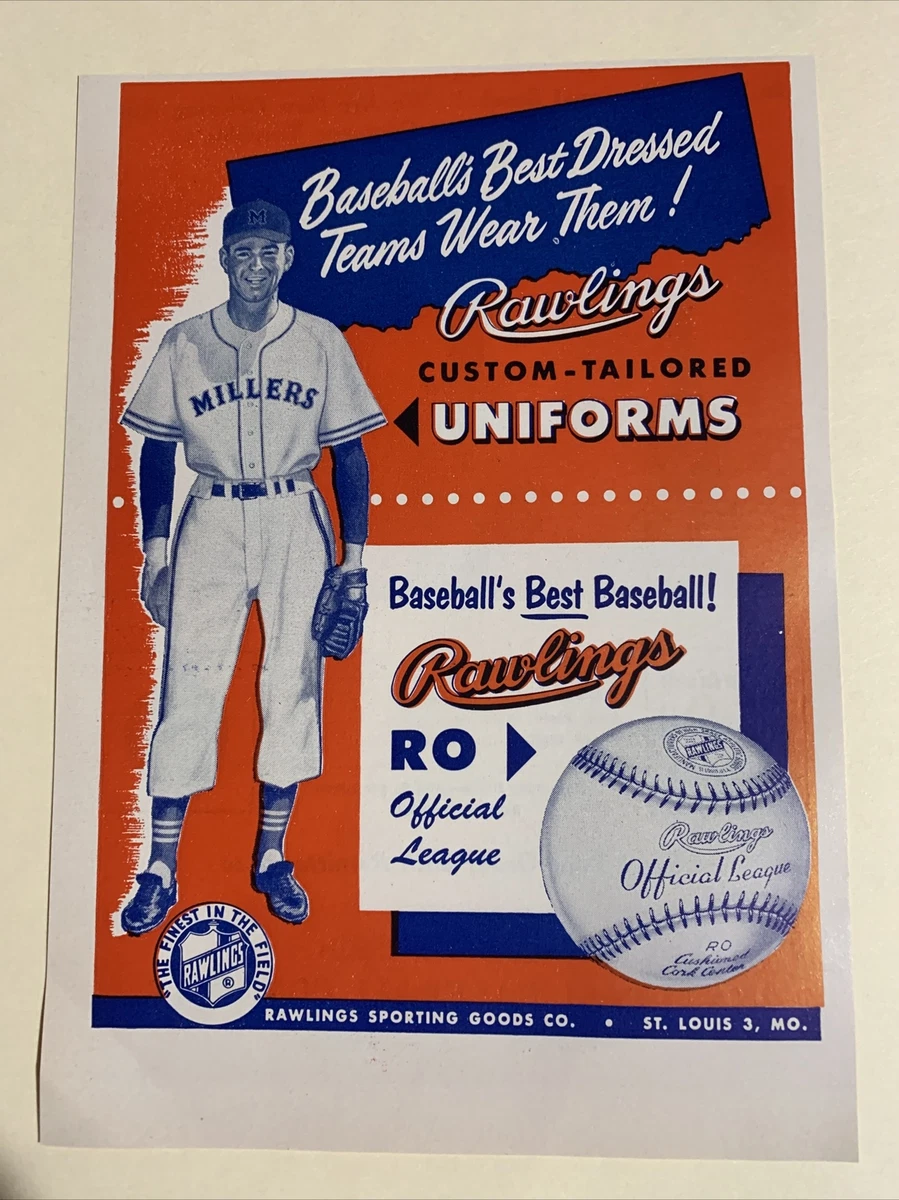 Baseball's Best Dressed
Teams Wear Them!
M
Rawlings
CUSTOM-TAILORED
UNIFORMS
MILLERS
Baseball's Best Baseball!
Rawlings
RO
Official
League
RAWLINGS
Rawlings
Official League
RO
Cushioned
Cork Center
"THE FINEST IN THE FIELD"
RAWLINGS
®
RAWLINGS SPORTING GOODS CO. • ST. LOUIS 3, MO.